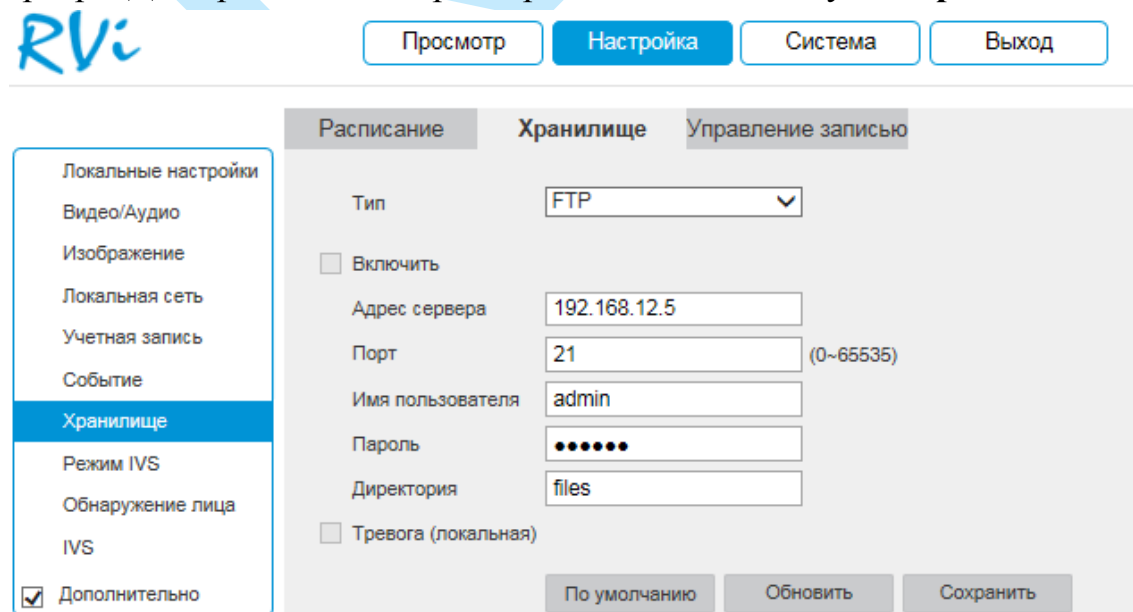 RVi
Просмотр Настройка Система Выход
Расписание Хранилище Управление записью
Локальные настройки
Видео/Аудио
Изображение
Локальная сеть
Учетная запись
Событие
Хранилище
Режим IVS
Обнаружение лица
IVS
Дополнительно
Тип FTP
Включить
Адрес сервера 192.168.12.5
Порт 21 (0~65535)
Имя пользователя admin
Пароль ●●●●●●
Директория files
Тревога (локальная)
По умолчанию Обновить Сохранить